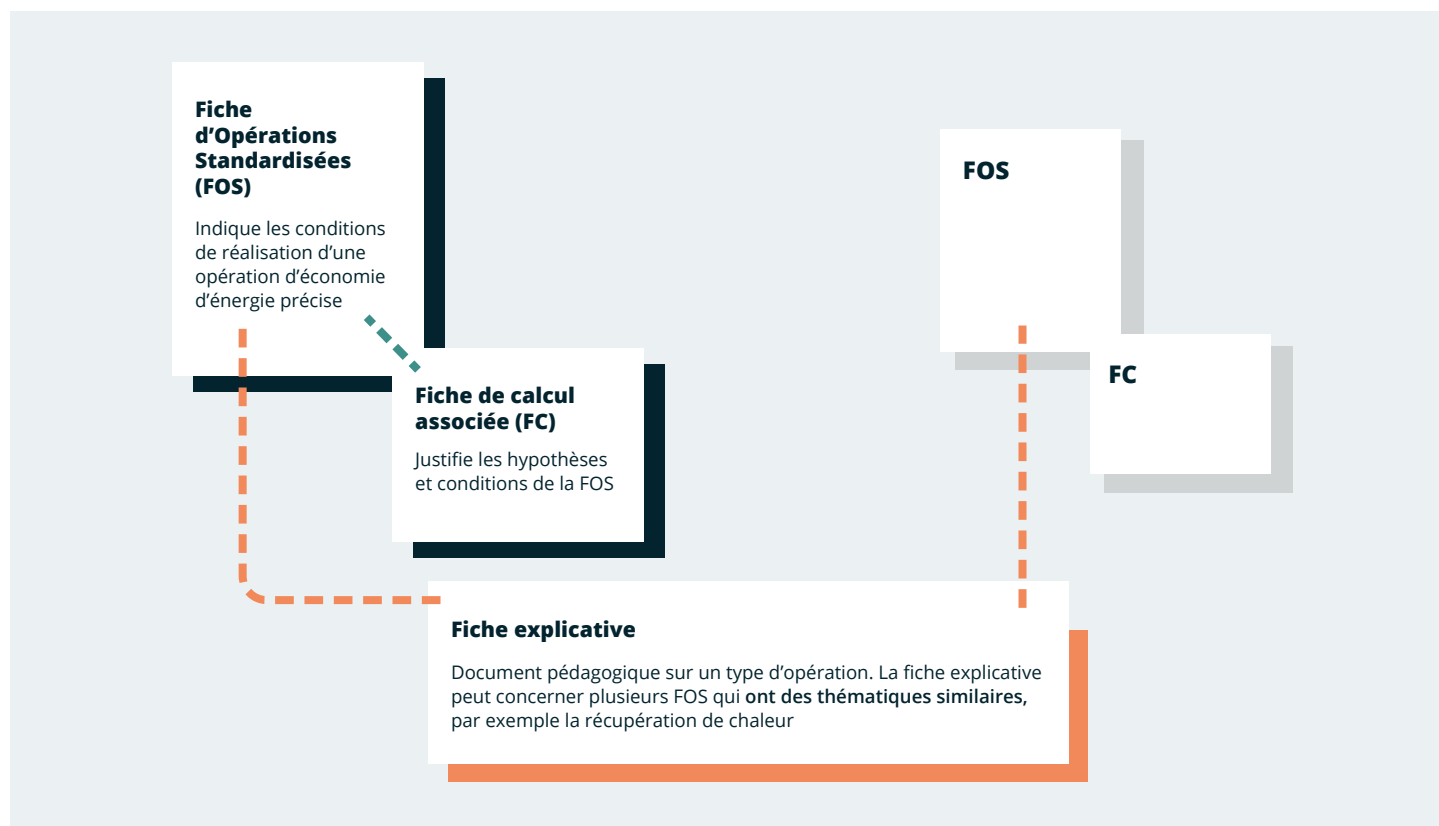 Fiche
d’Opérations
Standardisées
(FOS)
Indique les conditions
de réalisation d’une
opération d’économie
d’énergie précise
Fiche de calcul
associée (FC)
Justifie les hypothèses
et conditions de la FOS
FOS
FC
Fiche explicative
Document pédagogique sur un type d’opération. La fiche explicative
peut concerner plusieurs FOS qui ont des thématiques similaires,
par exemple la récupération de chaleur